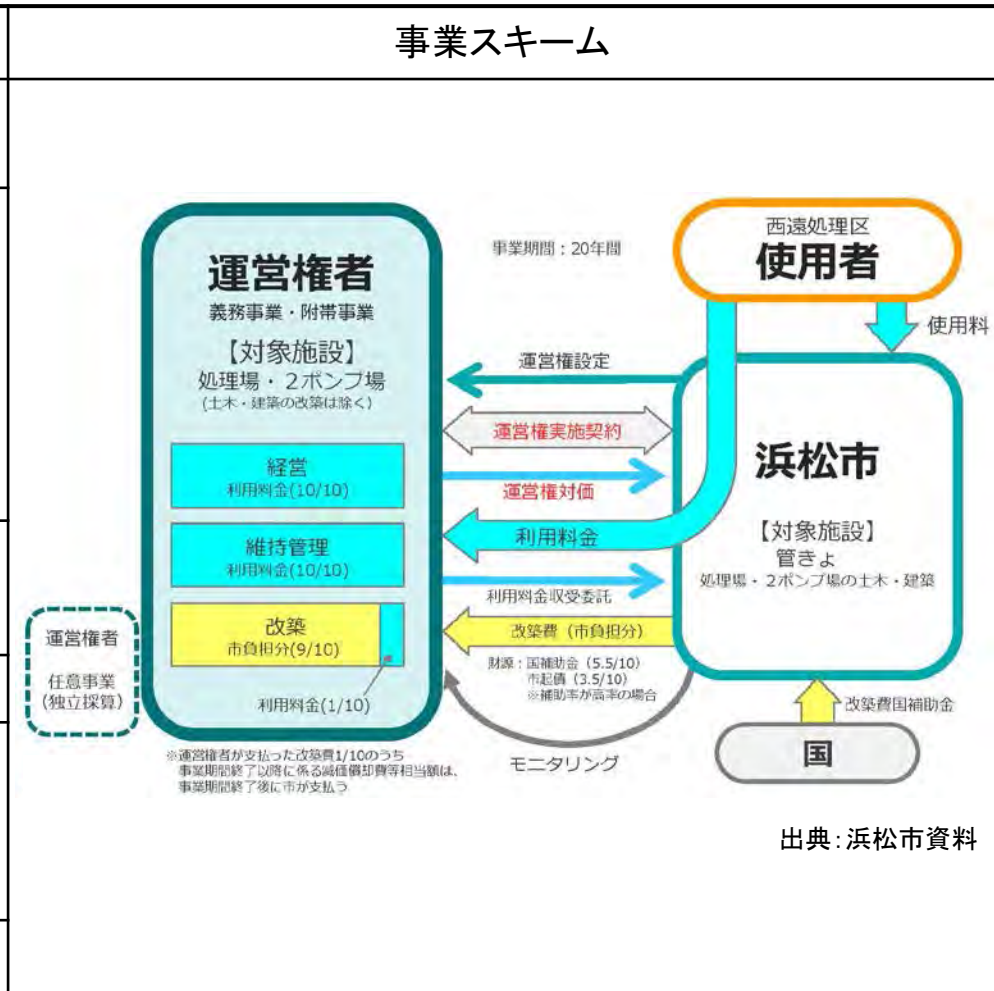 事業スキーム
運営権者
義務事業・附帯事業
【対象施設】
処理場・２ポンプ場
(土木・建築の改築は除く)
経営
利用料金(10/10)
維持管理
利用料金(10/10)
改築
市負担分(9/10)
利用料金(1/10)
運営権者
任意事業
(独立採算)
※運営権者が支払った改築費1/10のうち
事業期間終了以降に係る減価償却費等相当額は、
事業期間終了後に市が支払う
事業期間：20年間
運営権設定
運営権実施契約
運営権対価
利用料金
利用料金収受委託
改築費（市負担分）
財源：国補助金（5.5/10）
市起債（3.5/10）
※補助率が高率の場合
モニタリング
西遠処理区
使用者
使用料
浜松市
【対象施設】
管きょ
処理場・２ポンプ場の土木・建築
改築費国補助金
国
出典：浜松市資料